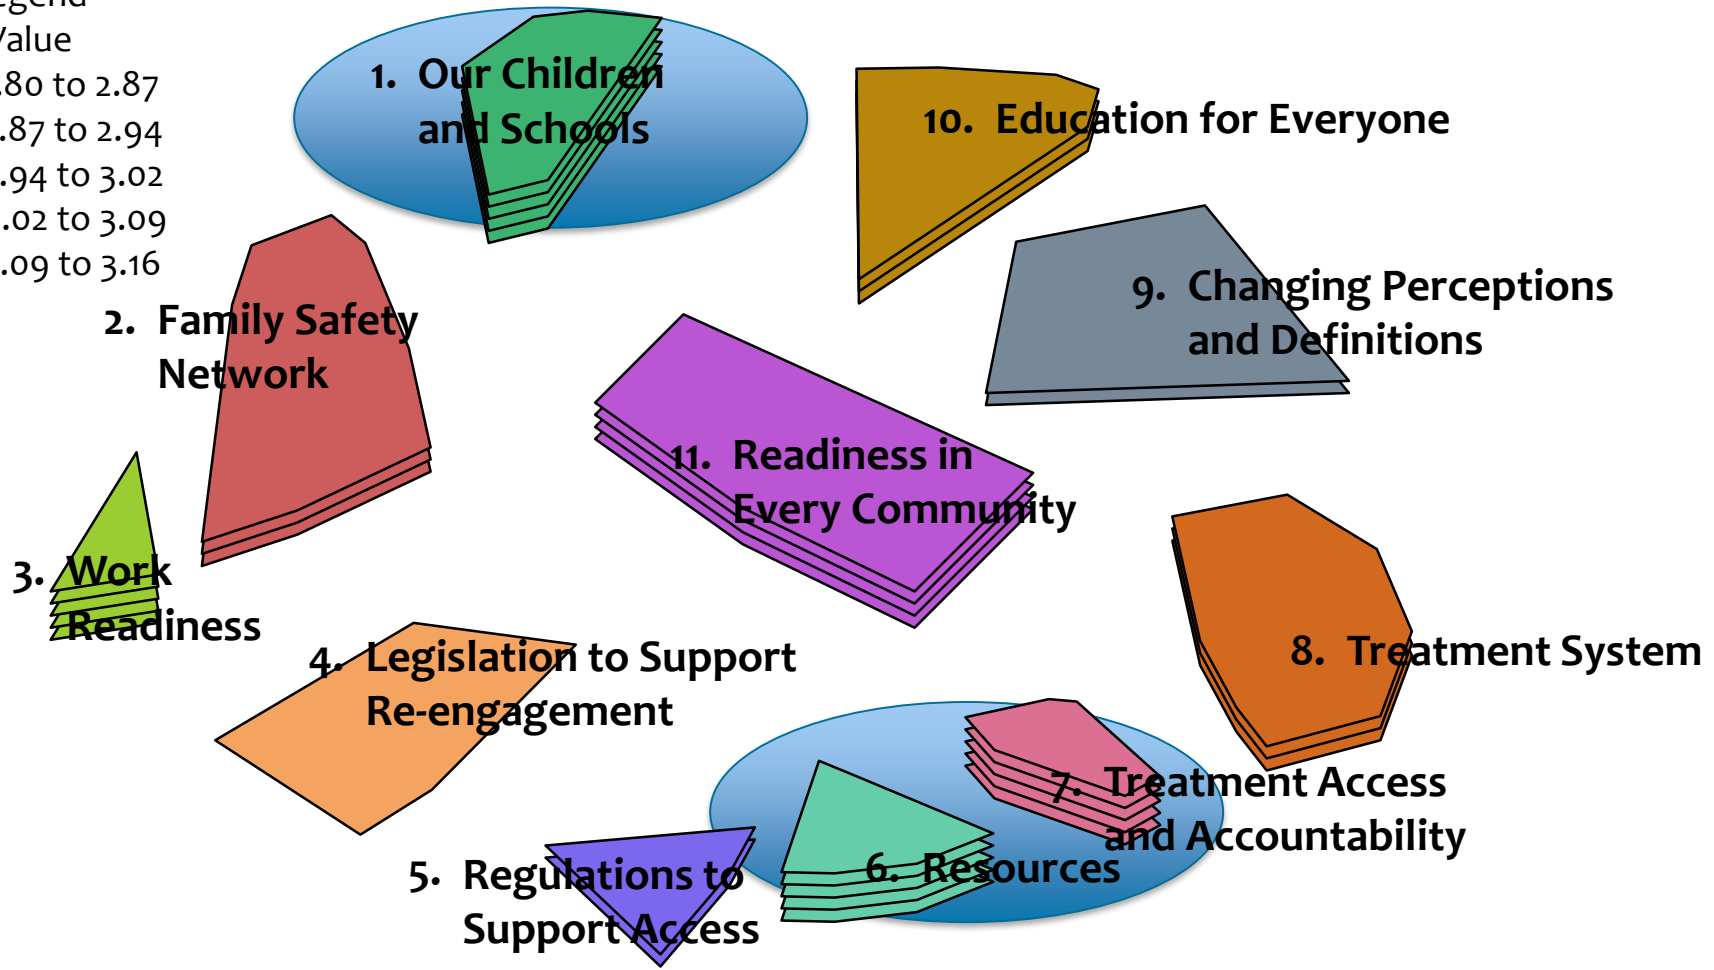 Value
.80 to 2.87
.87 to 2.94
.94 to 3.02
.02 to 3.09
.09 to 3.16
1. Our Children
and Schools
10. Education for Everyone
2. Family Safety
Network
9. Changing Perceptions
and Definitions
11. Readiness in
Every Community
3. Work
Readiness
4. Legislation to Support
Re-engagement
8. Treatment System
7. Treatment Access
and Accountability
5. Regulations to
Support Access
6. Resources